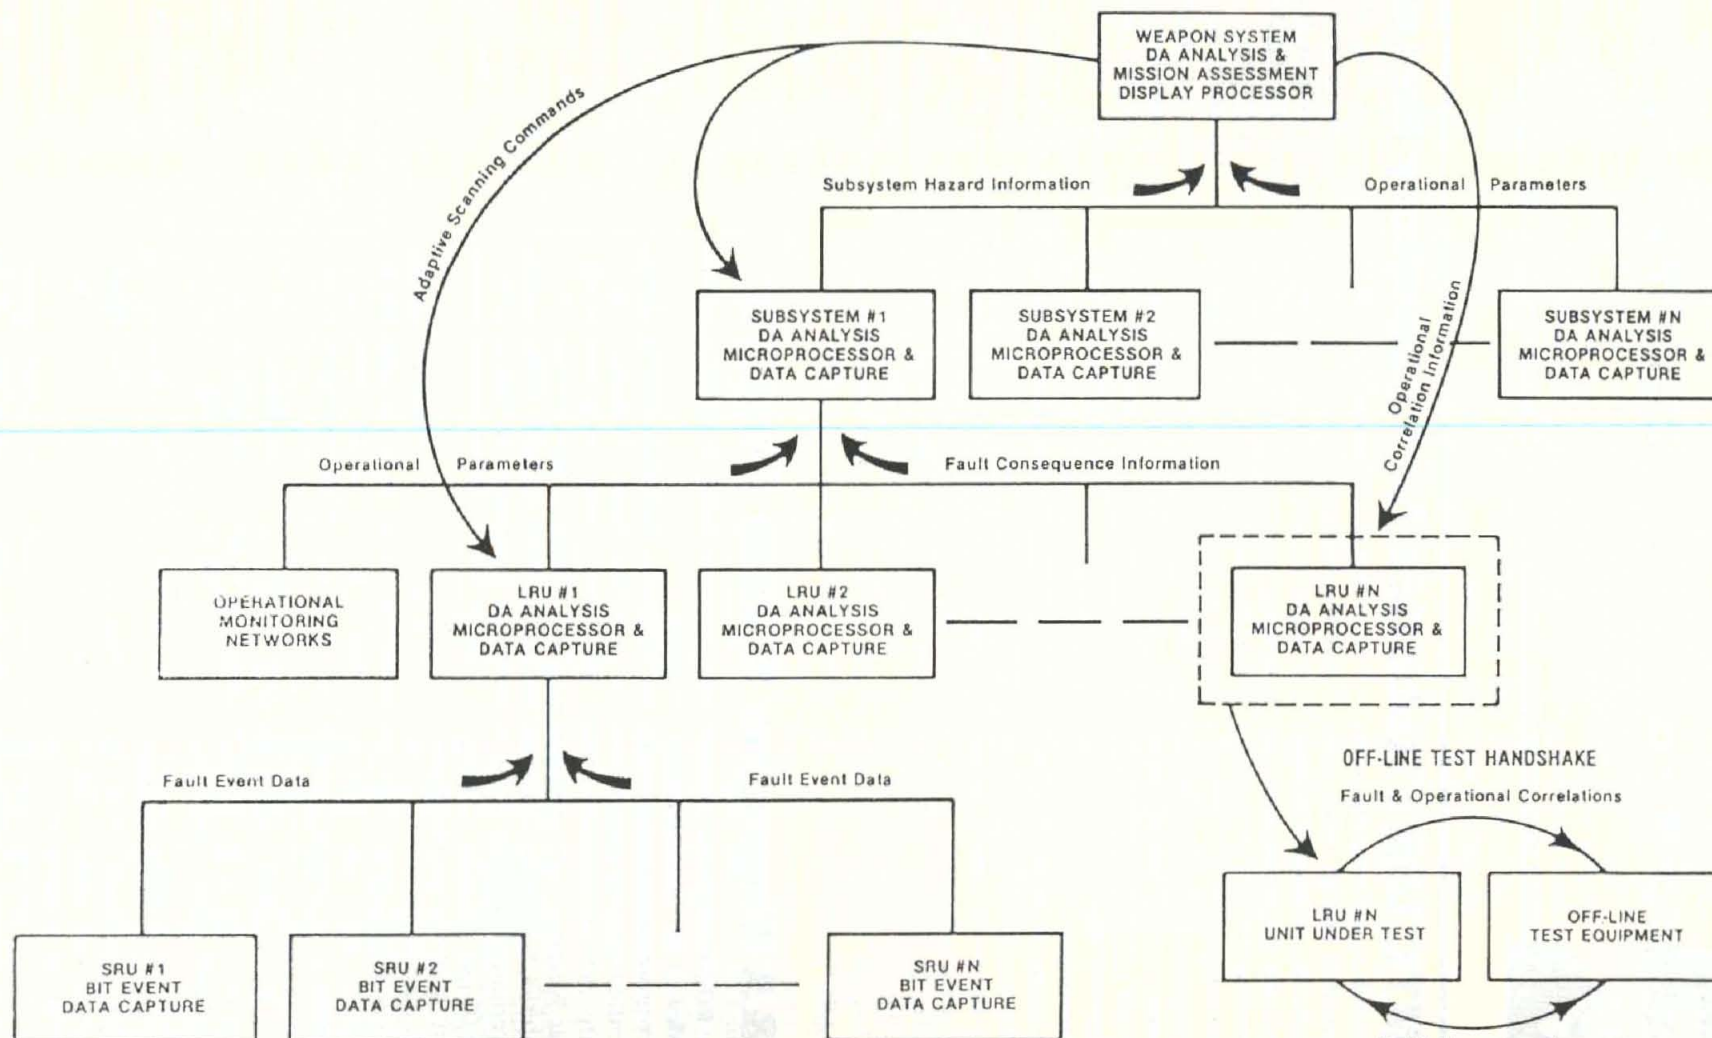 WEAPON SYSTEM
DA ANALYSIS &
MISSION ASSESSMENT
DISPLAY PROCESSOR
Adaptive Scanning Commands
Subsystem Hazard Information
Operational Parameters
SUBSYSTEM #1
DA ANALYSIS
MICROPROCESSOR &
DATA CAPTURE
SUBSYSTEM #2
DA ANALYSIS
MICROPROCESSOR &
DATA CAPTURE
SUBSYSTEM #N
DA ANALYSIS
MICROPROCESSOR &
DATA CAPTURE
Operational
Correlation Information
Operational Parameters
Fault Consequence Information
OPERATIONAL
MONITORING
NETWORKS
LRU #1
DA ANALYSIS
MICROPROCESSOR &
DATA CAPTURE
LRU #2
DA ANALYSIS
MICROPROCESSOR &
DATA CAPTURE
LRU #N
DA ANALYSIS
MICROPROCESSOR &
DATA CAPTURE
OFF-LINE TEST HANDSHAKE
Fault & Operational Correlations
Fault Event Data
Fault Event Data
SRU #1
BIT EVENT
DATA CAPTURE
SRU #2
BIT EVENT
DATA CAPTURE
SRU #N
BIT EVENT
DATA CAPTURE
LRU #N
UNIT UNDER TEST
OFF-LINE
TEST EQUIPMENT